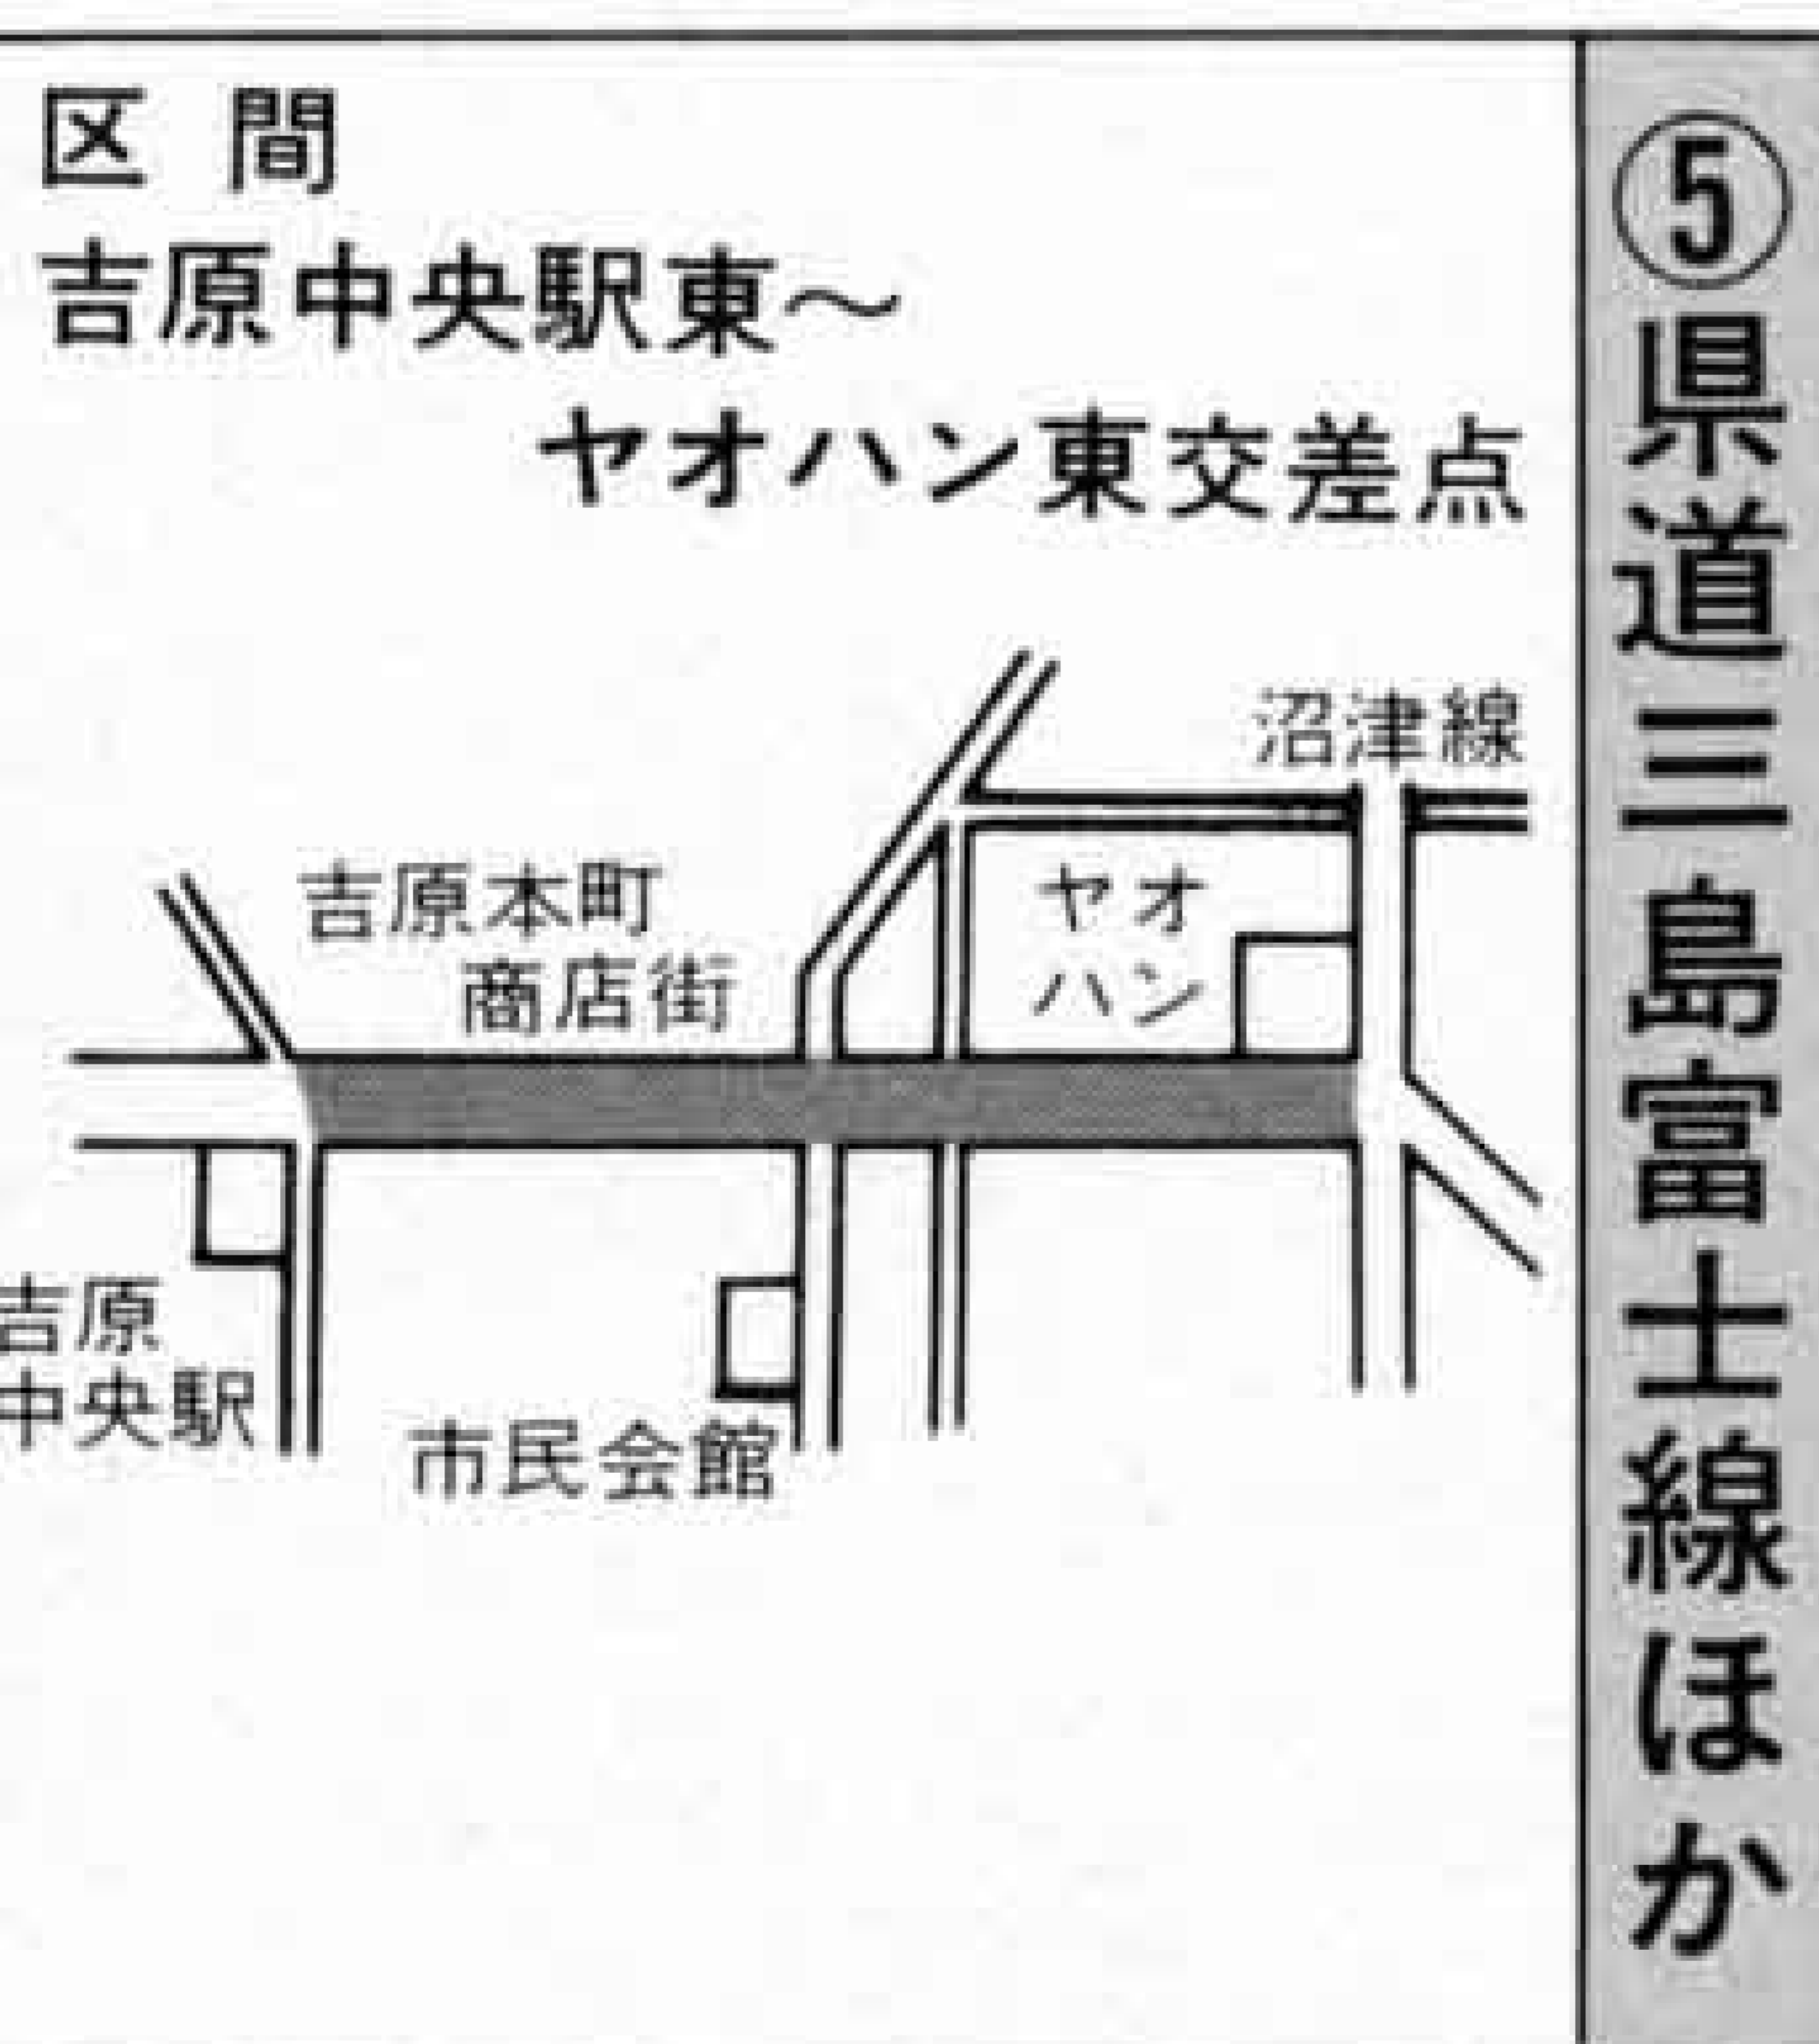 ⑤県道三島富士線ほか
区間
吉原中央駅東〜
ヤオハン東交差点
沼津線
吉原本町
商店街
ヤオ
ハン
吉原
中央駅
市民会館